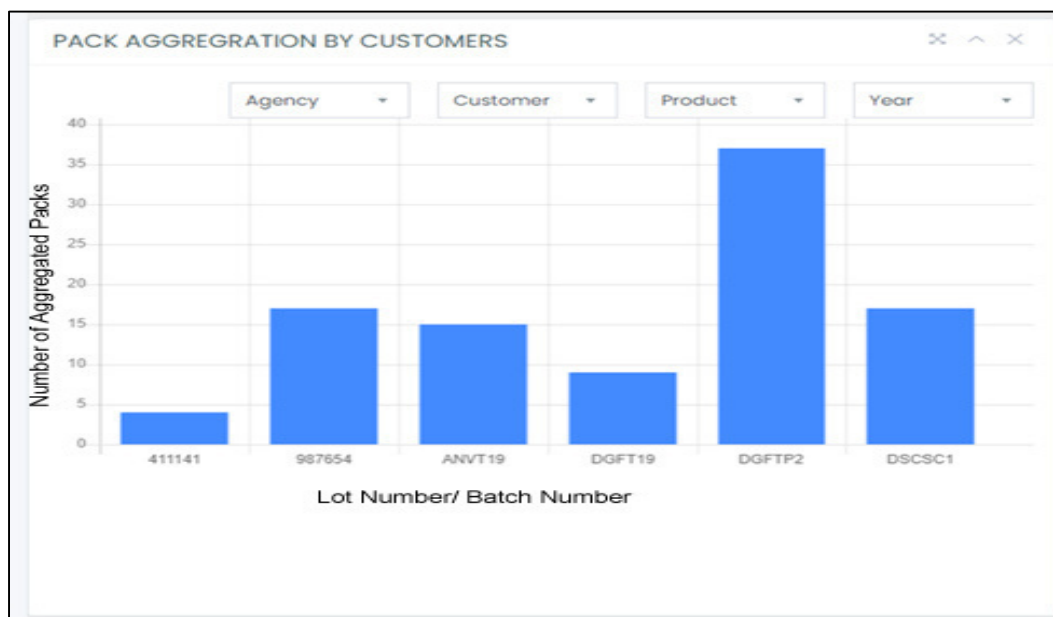 PACK AGGREGRATION BY CUSTOMERS
Agency Customer Product Year
40
35
30
25
20
15
10
5
0
Number of Aggregated Packs
411141 987654 ANVT19 DGFT19 DGFTP2 DSCSC1
Lot Number/ Batch Number